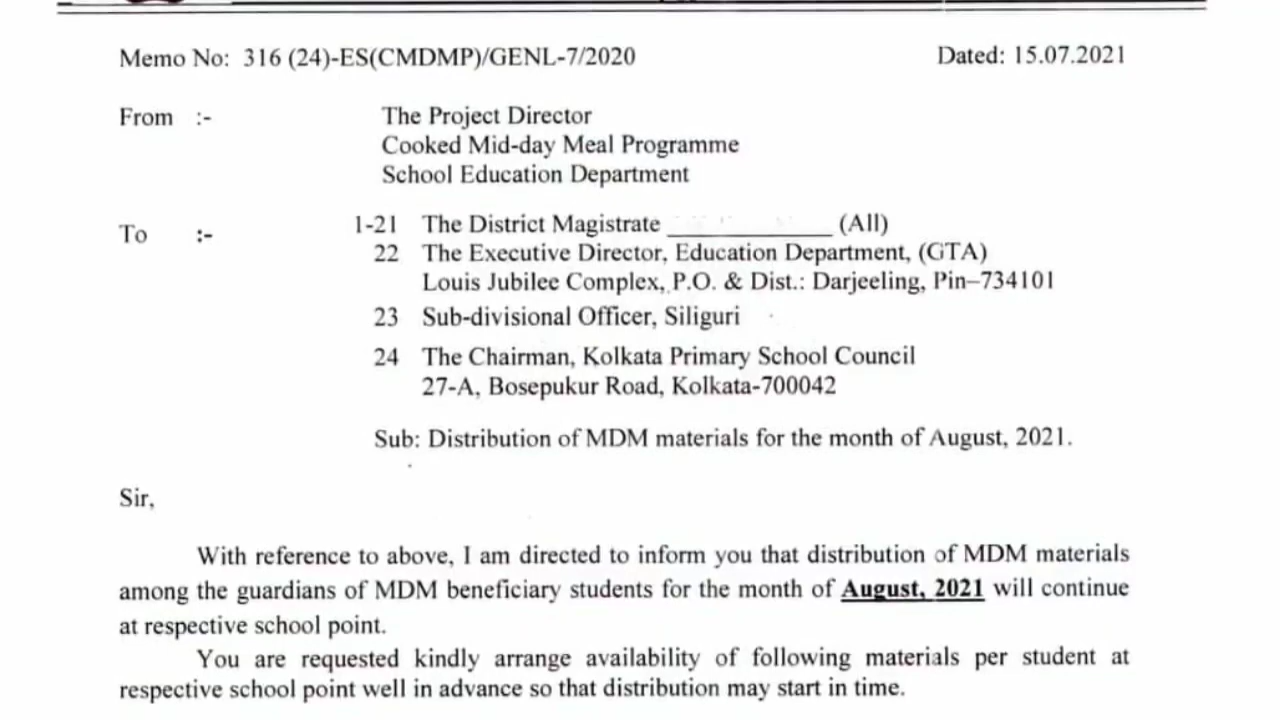 Memo No: 316 (24)-ES(CMDMP)/GENL-7/2020 Dated: 15.07.2021
From :- The Project Director
Cooked Mid-day Meal Programme
School Education Department
To :- 1-21 The District Magistrate ____________ (All)
22 The Executive Director, Education Department, (GTA)
Louis Jubilee Complex, P.O. & Dist.: Darjeeling, Pin–734101
23 Sub-divisional Officer, Siliguri
24 The Chairman, Kolkata Primary School Council
27-A, Bosepukur Road, Kolkata-700042
Sub: Distribution of MDM materials for the month of August, 2021.
Sir,
With reference to above, I am directed to inform you that distribution of MDM materials
among the guardians of MDM beneficiary students for the month of August, 2021 will continue
at respective school point.
You are requested kindly arrange availability of following materials per student at
respective school point well in advance so that distribution may start in time.